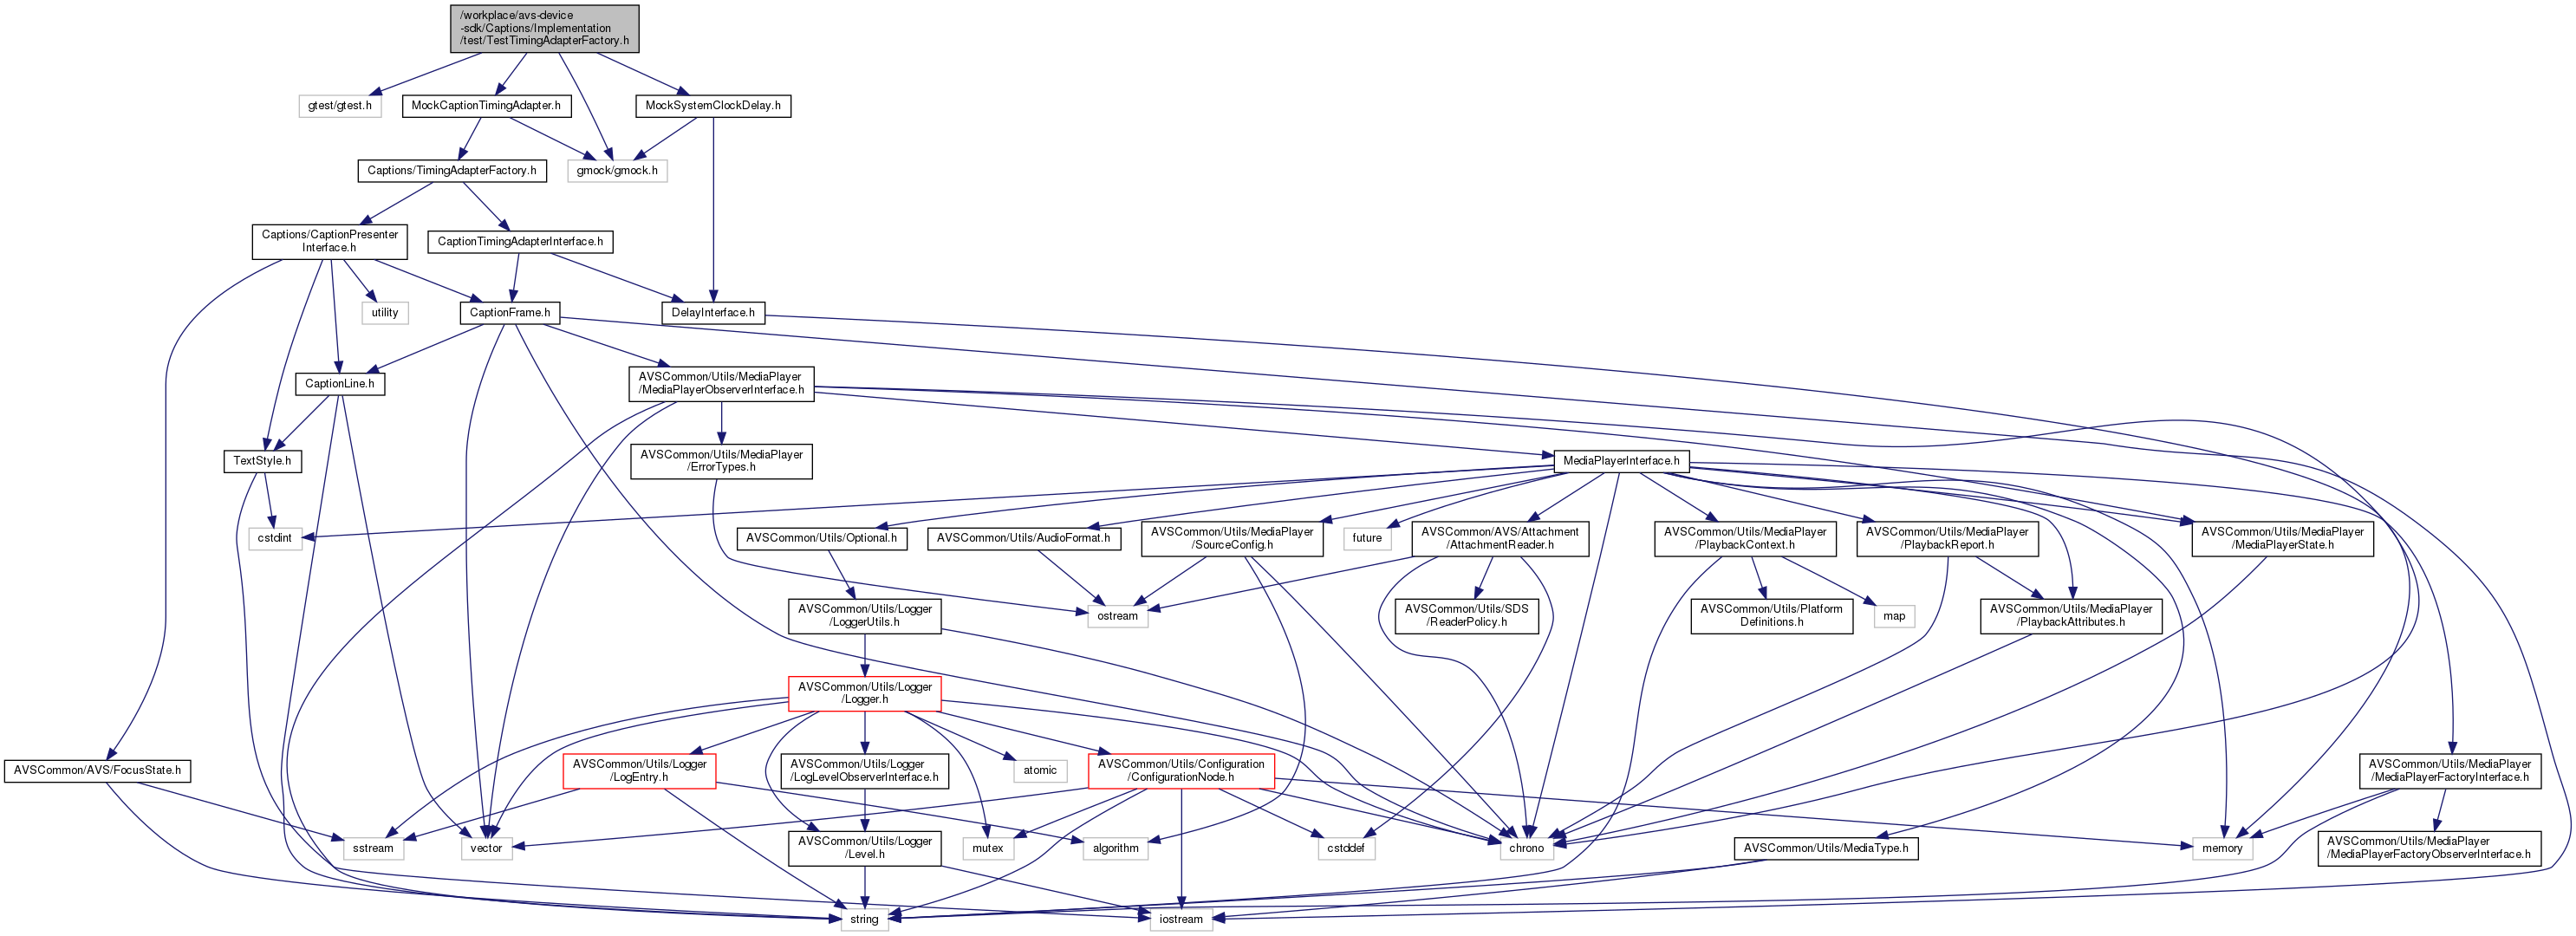 /workplace/avs-device
-sdk/Captions/Implementation
/test/TestTimingAdapterFactory.h
gtest/gtest.h
MockCaptionTimingAdapter.h
MockSystemClockDelay.h
Captions/TimingAdapterFactory.h
gmock/gmock.h
Captions/CaptionPresenter
Interface.h
CaptionTimingAdapterInterface.h
utility
CaptionFrame.h
DelayInterface.h
CaptionLine.h
AVSCommon/Utils/MediaPlayer
/MediaPlayerObserverInterface.h
TextStyle.h
AVSCommon/Utils/MediaPlayer
/ErrorTypes.h
MediaPlayerInterface.h
cstdint
AVSCommon/Utils/Optional.h
AVSCommon/Utils/AudioFormat.h
AVSCommon/Utils/MediaPlayer
/SourceConfig.h
future
AVSCommon/AVS/Attachment
/AttachmentReader.h
AVSCommon/Utils/MediaPlayer
/PlaybackContext.h
AVSCommon/Utils/MediaPlayer
/PlaybackReport.h
AVSCommon/Utils/MediaPlayer
/MediaPlayerState.h
AVSCommon/Utils/Logger
/LoggerUtils.h
ostream
AVSCommon/Utils/SDS
/ReaderPolicy.h
AVSCommon/Utils/Platform
Definitions.h
map
AVSCommon/Utils/MediaPlayer
/PlaybackAttributes.h
AVSCommon/Utils/Logger
/Logger.h
AVSCommon/AVS/FocusState.h
AVSCommon/Utils/Logger
/LogEntry.h
AVSCommon/Utils/Logger
/LogLevelObserverInterface.h
atomic
AVSCommon/Utils/Configuration
/ConfigurationNode.h
AVSCommon/Utils/MediaPlayer
/MediaPlayerFactoryInterface.h
sstream
vector
AVSCommon/Utils/Logger
/Level.h
mutex
algorithm
cstddef
chrono
AVSCommon/Utils/MediaType.h
memory
AVSCommon/Utils/MediaPlayer
/MediaPlayerFactoryObserverInterface.h
string
iostream